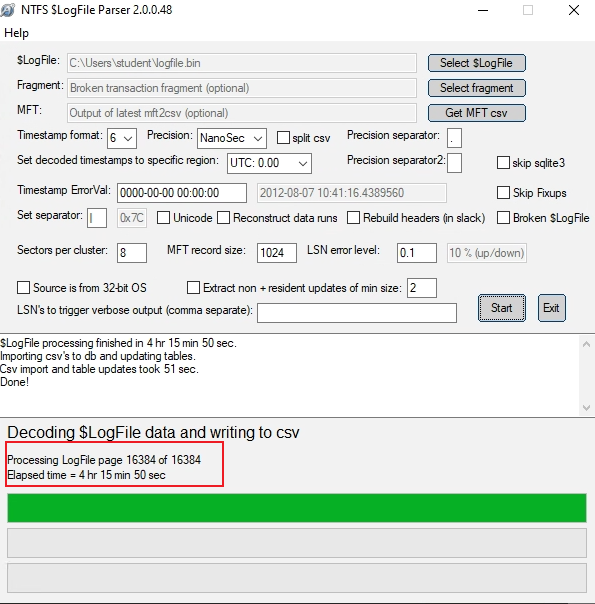 NTFS $LogFile Parser 2.0.0.48
Help
$LogFile: C:\Users\student\logfile.bin Select $LogFile
Fragment: Broken transaction fragment (optional) Select fragment
MFT: Output of latest mft2csv (optional) Get MFT csv
Timestamp format: 6 Precision: NanoSec split csv Precision separator: .
Set decoded timestamps to specific region: UTC: 0.00 Precision separator2: skip sqlite3
Timestamp ErrorVal: 0000-00-00 00:00:00 2012-08-07 10:41:16.4389560 Skip Fixups
Set separator: | 0x7C Unicode Reconstruct data runs Rebuild headers (in slack) Broken $LogFile
Sectors per cluster: 8 MFT record size: 1024 LSN error level: 0.1 10 % (up/down)
Source is from 32-bit OS Extract non + resident updates of min size: 2
LSN's to trigger verbose output (comma separate): Start Exit
$LogFile processing finished in 4 hr 15 min 50 sec.
Importing csv's to db and updating tables.
Csv import and table updates took 51 sec.
Done!
Decoding $LogFile data and writing to csv
Processing LogFile page 16384 of 16384
Elapsed time = 4 hr 15 min 50 sec